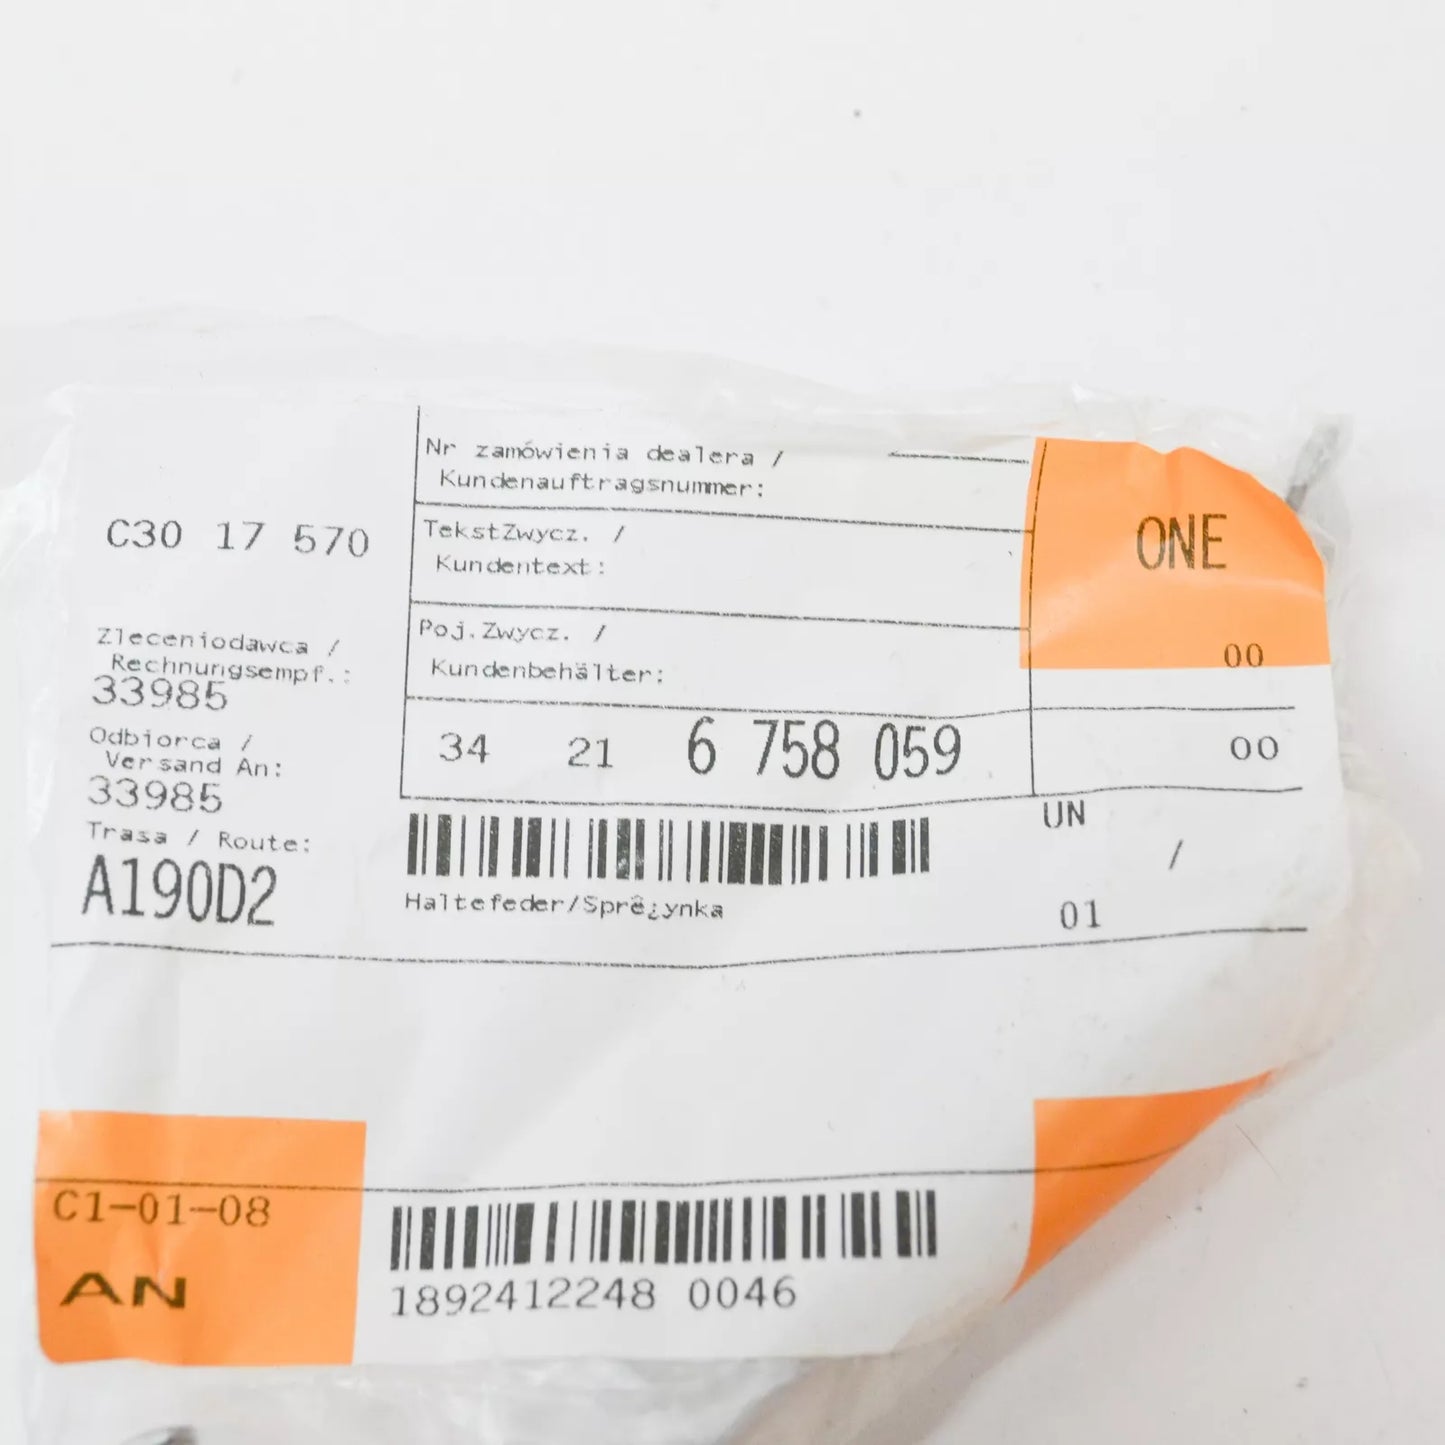 Nr zamówienia dealera /
Kundenauftragsnummer:
ONE
C30 17 570
TekstZwycz. /
Kundentext:
00
Zleceniodawca /
Rechnungsempf.:
33985
Poj.Zwycz. /
Kundenbehälter:
Odbiorca /
Versand An:
33985
34 21 6 758 059
00
Trasa / Route:
A190D2
UN
/
01
Haltefeder/Sprê¿ynka
C1-01-08
AN
1892412248 0046